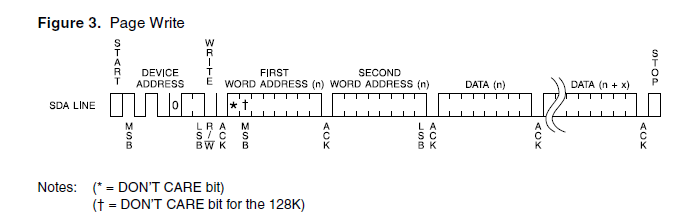 Figure 3. Page Write
START
WRITE
STOP
DEVICE ADDRESS
FIRST WORD ADDRESS (n)
SECOND WORD ADDRESS (n)
DATA (n)
DATA (n + x)
SDA LINE
0
* †
MSB
LSB
R/W
ACK
MSB
ACK
LSB
ACK
ACK
ACK
Notes: (* = DON'T CARE bit)
(† = DON'T CARE bit for the 128K)